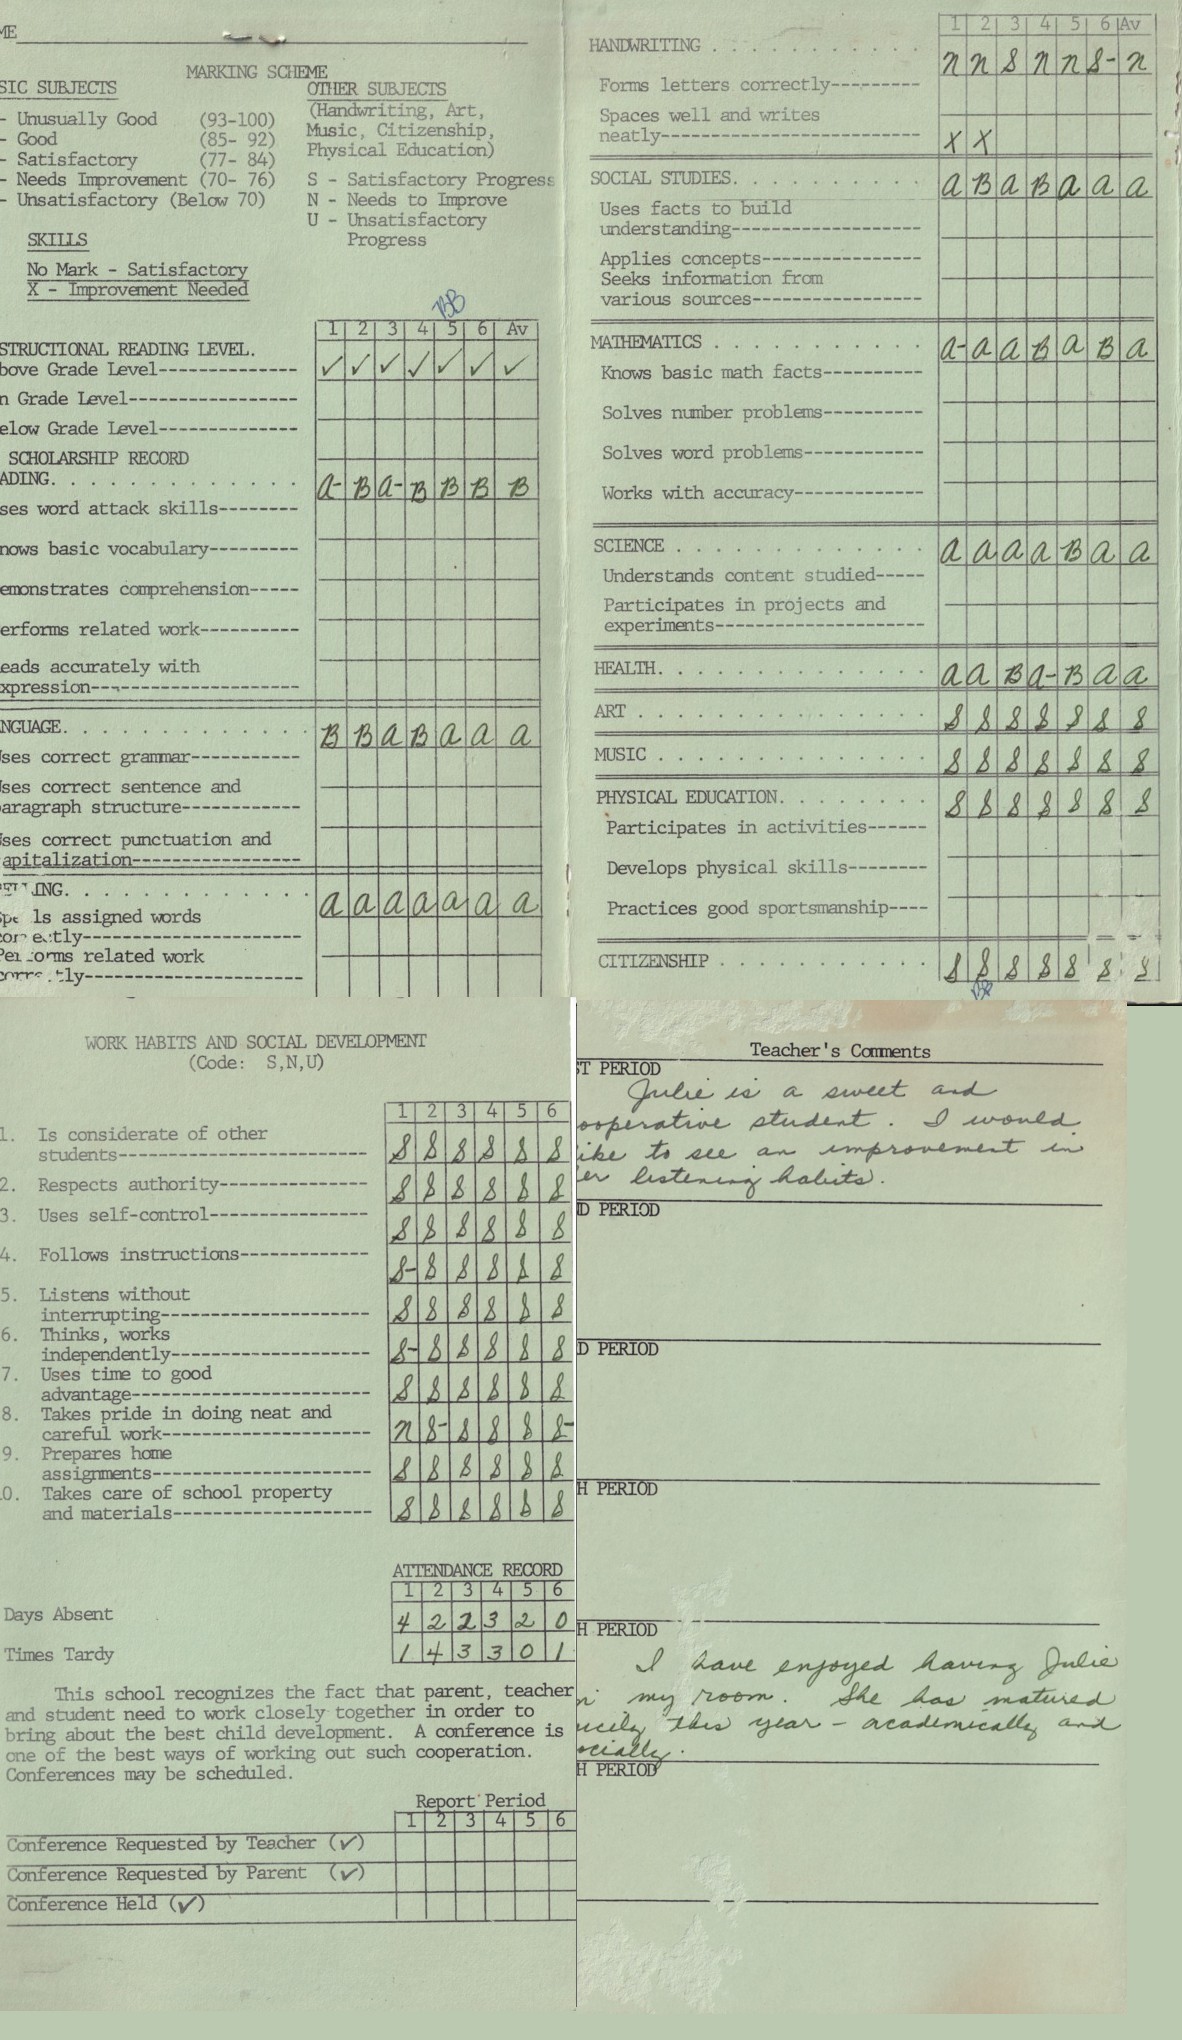 ME
MARKING SCHEME
SIC SUBJECTS
OTHER SUBJECTS
(Handwriting, Art,
Music, Citizenship,
Physical Education)
- Unusually Good (93-100)
- Good (85- 92)
- Satisfactory (77- 84)
- Needs Improvement (70- 76)
- Unsatisfactory (Below 70)
S - Satisfactory Progress
N - Needs to Improve
U - Unsatisfactory
Progress
SKILLS
No Mark - Satisfactory
X - Improvement Needed
BB
1 2 3 4 5 6 Av
STRUCTIONAL READING LEVEL.
bove Grade Level-------------- ✓ ✓ ✓ ✓ ✓ ✓ ✓
n Grade Level-----------------
elow Grade Level--------------
SCHOLARSHIP RECORD
ADING. . . . . . . . . . . . . A- B A- B B B B
ses word attack skills--------
nows basic vocabulary---------
emonstrates comprehension-----
erforms related work----------
eads accurately with
xpression---------------------
NGUAGE. . . . . . . . . . . . . B B A B A A A
ses correct grammar-----------
ses correct sentence and
aragraph structure------------
ses correct punctuation and
apitalization-----------------
ELLING. . . . . . . . . . . . . A A A A A A A
Spells assigned words
correctly----------------------
Performs related work
correctly----------------------
1 2 3 4 5 6 Av
HANDWRITING . . . . . . . . . . . n n S n n S- n
Forms letters correctly---------
Spaces well and writes
neatly-------------------------- X X
SOCIAL STUDIES. . . . . . . . . . A B A B A A A
Uses facts to build
understanding-------------------
Applies concepts----------------
Seeks information from
various sources-----------------
MATHEMATICS . . . . . . . . . . . A- A A B A B A
Knows basic math facts----------
Solves number problems----------
Solves word problems------------
Works with accuracy-------------
SCIENCE . . . . . . . . . . . . . A A A A B A A
Understands content studied-----
Participates in projects and
experiments---------------------
HEALTH. . . . . . . . . . . . . . A A B A- B A A
ART . . . . . . . . . . . . . . . S S S S S S S
MUSIC . . . . . . . . . . . . . . S S S S S S S
PHYSICAL EDUCATION. . . . . . . . S S S S S S S
Participates in activities------
Develops physical skills--------
Practices good sportsmanship----
CITIZENSHIP . . . . . . . . . . . S S S S S S S
WORK HABITS AND SOCIAL DEVELOPMENT
(Code: S,N,U)
1 2 3 4 5 6
1. Is considerate of other
students------------------------- S S S S S S
2. Respects authority--------------- S S S S S S
3. Uses self-control---------------- S S S S S S
4. Follows instructions------------- S- S S S S S
5. Listens without
interrupting--------------------- S S S S S S
6. Thinks, works
independently-------------------- S- S S S S S
7. Uses time to good
advantage------------------------ S S S S S S
8. Takes pride in doing neat and
careful work--------------------- n S- S S S S-
9. Prepares home
assignments---------------------- S S S S S S
0. Takes care of school property
and materials-------------------- S S S S S S
ATTENDANCE RECORD
1 2 3 4 5 6
Days Absent 4 2 2 3 2 0
Times Tardy 1 4 3 3 0 1
This school recognizes the fact that parent, teacher
and student need to work closely together in order to
bring about the best child development. A conference is
one of the best ways of working out such cooperation.
Conferences may be scheduled.
Report Period
1 2 3 4 5 6
Conference Requested by Teacher (✓)
Conference Requested by Parent (✓)
Conference Held (✓)
Teacher's Comments
ST PERIOD
Julie is a sweet and
ooperative student. I would
ike to see an improvement in
er listening habits.
ND PERIOD
D PERIOD
H PERIOD
H PERIOD
I have enjoyed having Julie
n my room. She has matured
nicely this year - academically and
ocially.
H PERIOD